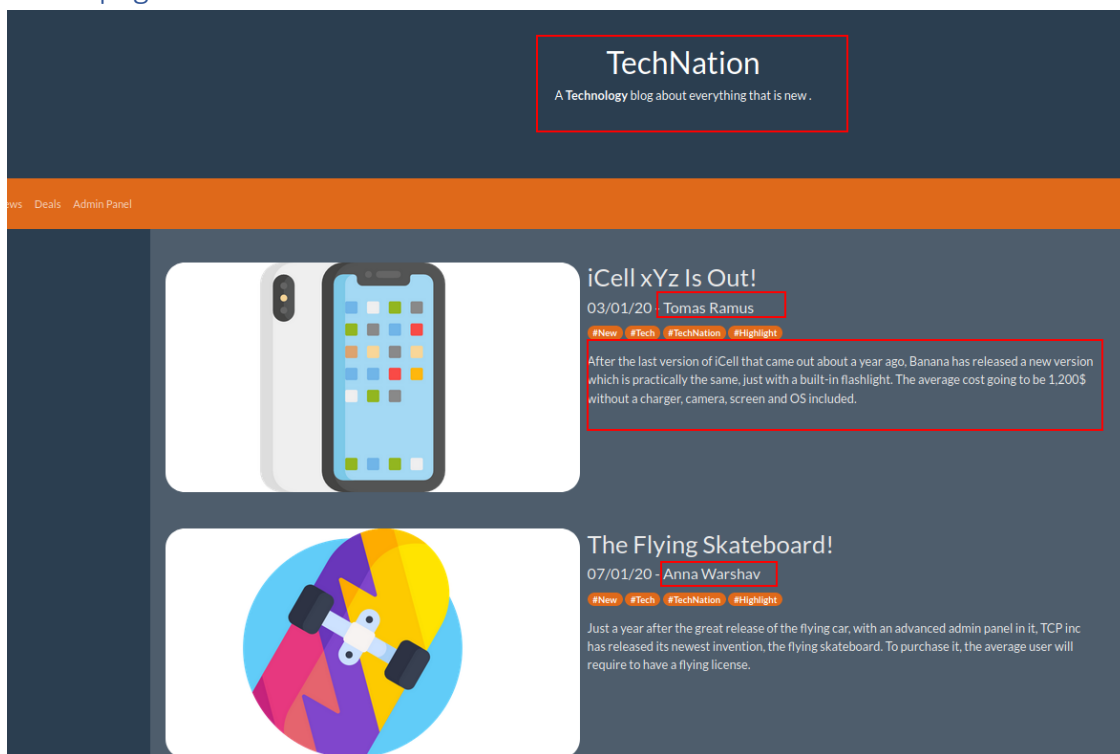 TechNation
A Technology blog about everything that is new .
ews Deals Admin Panel
iCell xYz Is Out!
03/01/20 - Tomas Ramus
#New #Tech #TechNation #Highlight
After the last version of iCell that came out about a year ago, Banana has released a new version
which is practically the same, just with a built-in flashlight. The average cost going to be 1,200$
without a charger, camera, screen and OS included.
The Flying Skateboard!
07/01/20 - Anna Warshav
#New #Tech #TechNation #Highlight
Just a year after the great release of the flying car, with an advanced admin panel in it, TCP inc
has released its newest invention, the flying skateboard. To purchase it, the average user will
require to have a flying license.